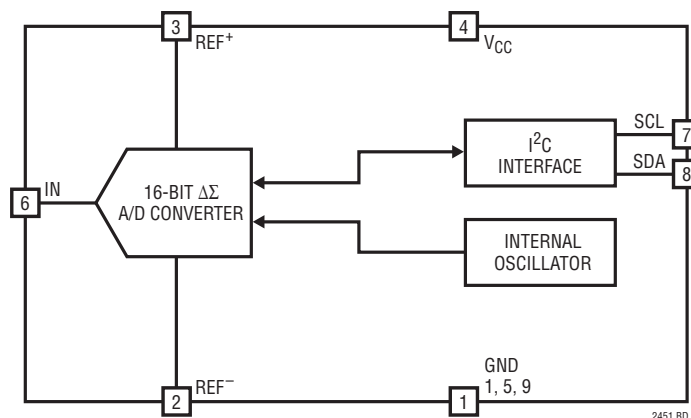 3
REF+
4
VCC
SCL
7
I2C
INTERFACE
SDA
8
IN
6
16-BIT ΔΣ
A/D CONVERTER
INTERNAL
OSCILLATOR
REF−
2
GND
1, 5, 9
1
2451 BD